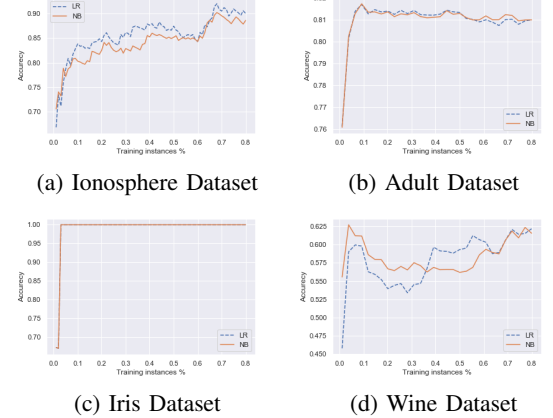 LR
NB
0.90
0.85
0.80
0.75
0.70
Accuracy
0.0 0.1 0.2 0.3 0.4 0.5 0.6 0.7 0.8
Training instances %
(a) Ionosphere Dataset
0.81
0.80
0.79
0.78
0.77
0.76
Accuracy
LR
NB
0.0 0.1 0.2 0.3 0.4 0.5 0.6 0.7 0.8
Training instances %
(b) Adult Dataset
1.00
0.95
0.90
0.85
0.80
0.75
0.70
Accuracy
LR
NB
0.0 0.1 0.2 0.3 0.4 0.5 0.6 0.7 0.8
Training instances %
(c) Iris Dataset
0.625
0.600
0.575
0.550
0.525
0.500
0.475
0.450
Accuracy
LR
NB
0.0 0.1 0.2 0.3 0.4 0.5 0.6 0.7 0.8
Training instances %
(d) Wine Dataset